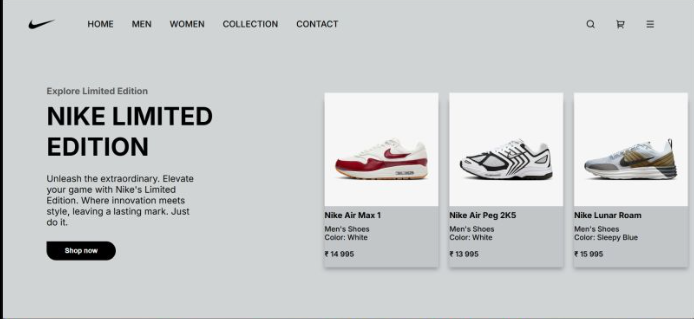 HOME MEN WOMEN COLLECTION CONTACT
Explore Limited Edition
NIKE LIMITED
EDITION
Unleash the extraordinary. Elevate
your game with Nike's Limited
Edition. Where innovation meets
style, leaving a lasting mark. Just
do it.
Shop now
Nike Air Max 1
Men's Shoes
Color: White
₹ 14 995
Nike Air Peg 2K5
Men's Shoes
Color: White
₹ 13 995
Nike Lunar Roam
Men's Shoes
Color: Sleepy Blue
₹ 15 995